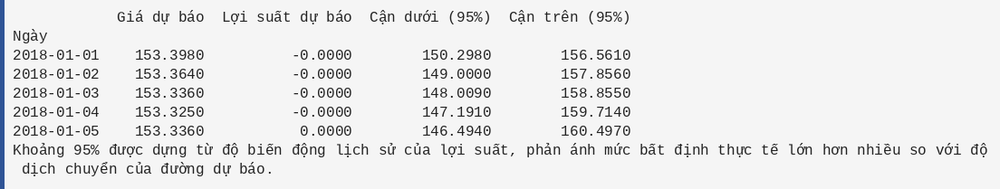 Giá dự báo  Lợi suất dự báo  Cận dưới (95%)  Cận trên (95%)
Ngày
2018-01-01    153.3980          -0.0000        150.2980        156.5610
2018-01-02    153.3640          -0.0000        149.0000        157.8560
2018-01-03    153.3360          -0.0000        148.0090        158.8550
2018-01-04    153.3250          -0.0000        147.1910        159.7140
2018-01-05    153.3360           0.0000        146.4940        160.4970
Khoảng 95% được dựng từ độ biến động lịch sử của lợi suất, phản ánh mức bất định thực tế lớn hơn nhiều so với độ
dịch chuyển của đường dự báo.